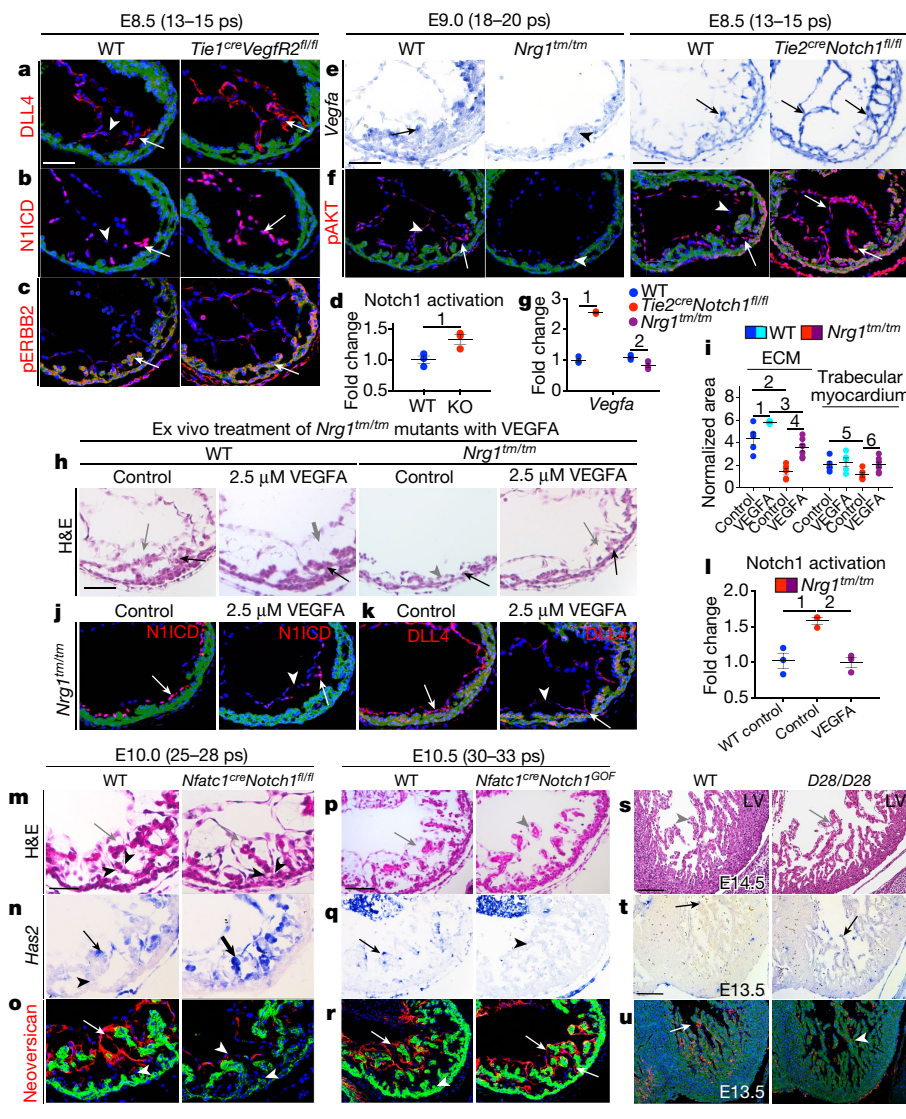 E8.5 (13–15 ps)
E9.0 (18–20 ps)
E8.5 (13–15 ps)
WT
Tie1creVegfR2fl/fl
WT
Nrg1tm/tm
WT
Tie2creNotch1fl/fl
a
DLL4
e
Vegfa
b
N1ICD
f
pAKT
c
pERBB2
d
Notch1 activation
1
Fold change
1.5
1.0
0.5
WT
KO
g
WT
Tie2creNotch1fl/fl
Nrg1tm/tm
Fold change
3
2
1
0
1
2
Vegfa
i
WT
Nrg1tm/tm
ECM
Trabecular
myocardium
Normalized area
8
6
4
2
0
1
2
3
4
5
6
Control
VEGFA
Control
VEGFA
Control
VEGFA
Control
VEGFA
Ex vivo treatment of Nrg1tm/tm mutants with VEGFA
h
WT
Nrg1tm/tm
Control
2.5 μM VEGFA
Control
2.5 μM VEGFA
H&E
j
Control
2.5 μM VEGFA
k
Control
2.5 μM VEGFA
Nrg1tm/tm
N1ICD
N1ICD
DLL4
DLL4
l
Notch1 activation
Nrg1tm/tm
1
2
Fold change
2.0
1.5
1.0
0.5
WT control
Control
VEGFA
E10.0 (25–28 ps)
E10.5 (30–33 ps)
WT
Nfatc1creNotch1fl/fl
WT
Nfatc1creNotch1GOF
WT
D28/D28
m
H&E
p
s
LV
LV
E14.5
n
Has2
q
t
E13.5
o
Neoversican
r
u
E13.5